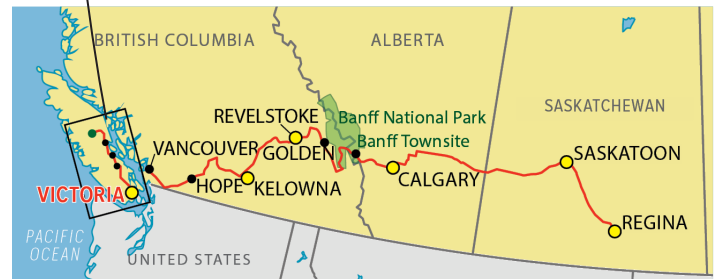 BRITISH COLUMBIA
ALBERTA
SASKATCHEWAN
REVELSTOKE
Banff National Park
Banff Townsite
VANCOUVER
GOLDEN
SASKATOON
HOPE
KELOWNA
CALGARY
VICTORIA
REGINA
PACIFIC
OCEAN
UNITED STATES